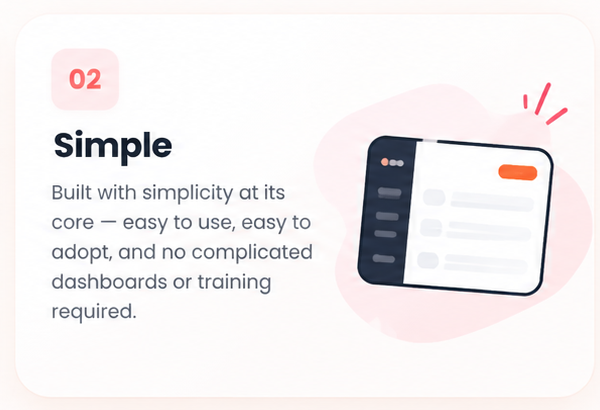 02
Simple
Built with simplicity at its
core — easy to use, easy to
adopt, and no complicated
dashboards or training
required.